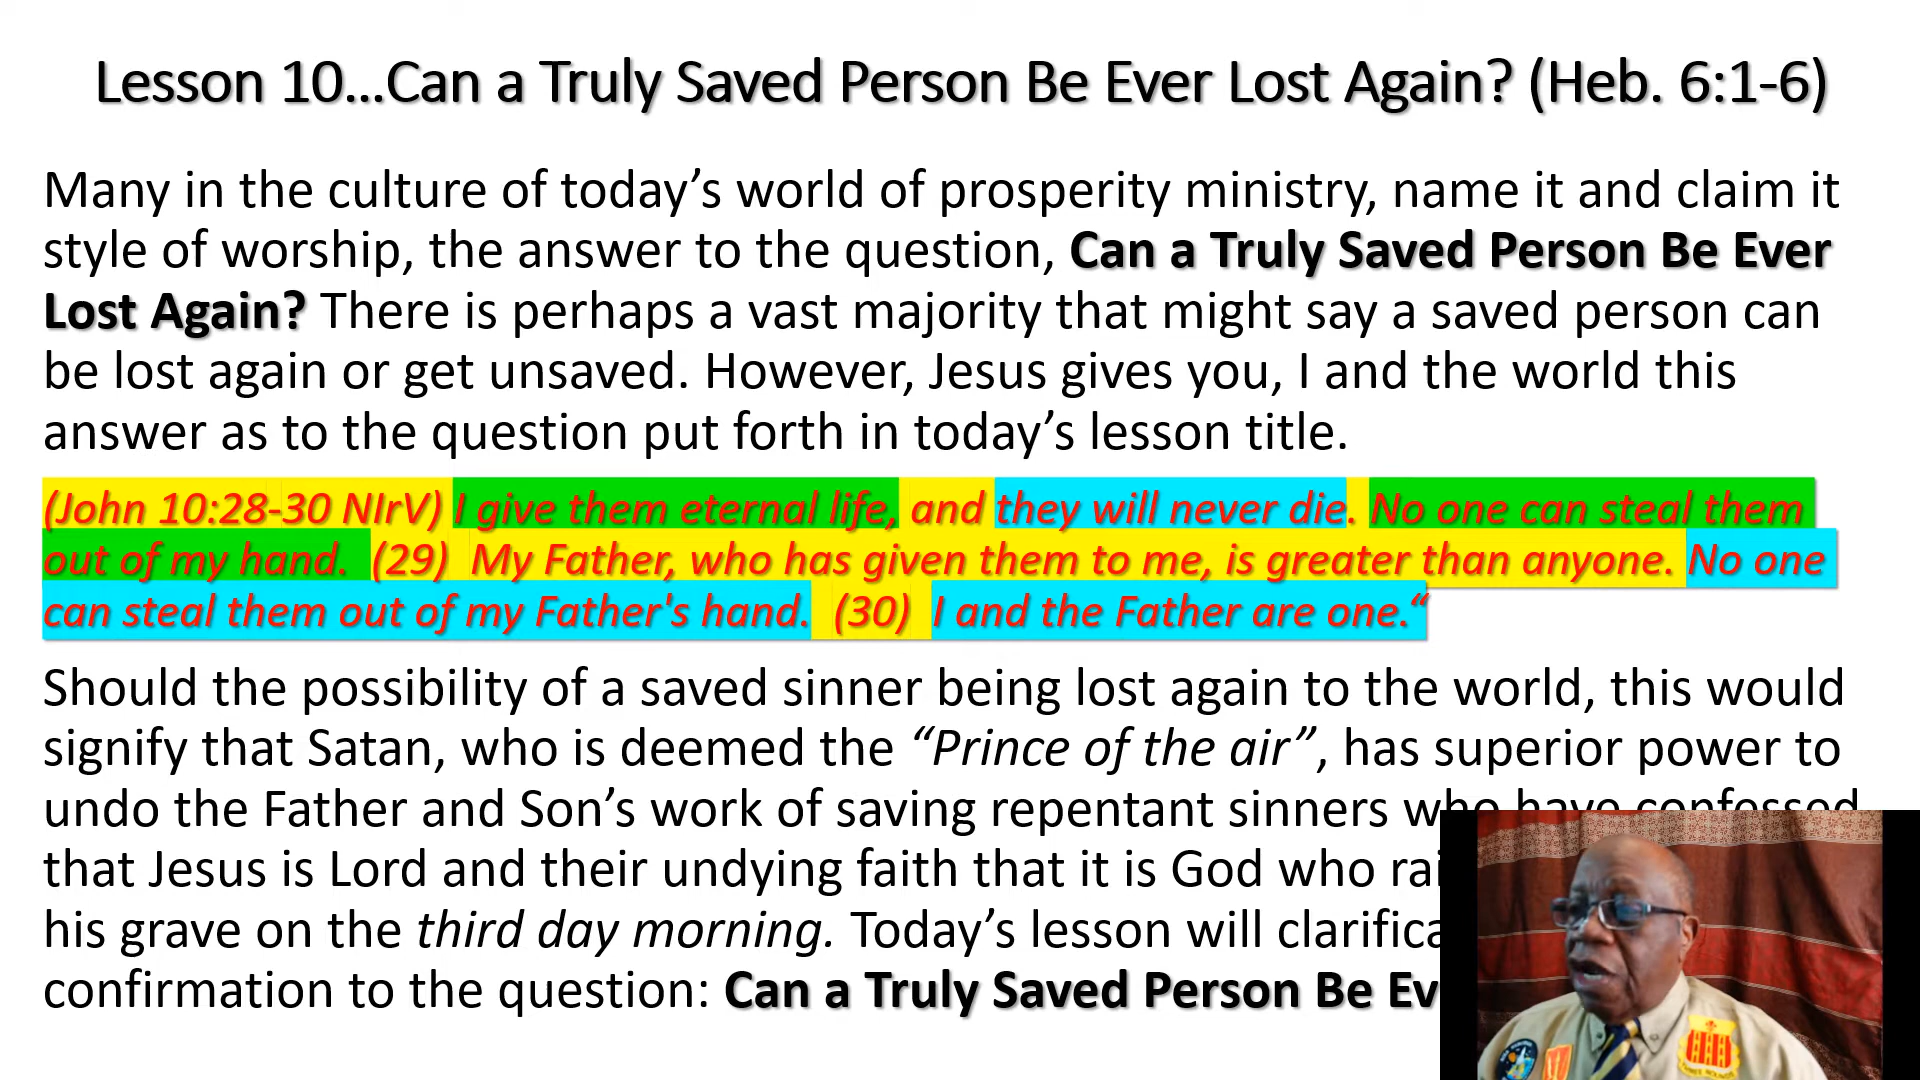 Lesson 10...Can a Truly Saved Person Be Ever Lost Again? (Heb. 6:1-6)
Many in the culture of today’s world of prosperity ministry, name it and claim it
style of worship, the answer to the question, Can a Truly Saved Person Be Ever
Lost Again? There is perhaps a vast majority that might say a saved person can
be lost again or get unsaved. However, Jesus gives you, I and the world this
answer as to the question put forth in today’s lesson title.
(John 10:28-30 NIrV) I give them eternal life, and they will never die. No one can steal them
out of my hand. (29) My Father, who has given them to me, is greater than anyone. No one
can steal them out of my Father's hand. (30) I and the Father are one.“
Should the possibility of a saved sinner being lost again to the world, this would
signify that Satan, who is deemed the “Prince of the air”, has superior power to
undo the Father and Son’s work of saving repentant sinners who have confessed
that Jesus is Lord and their undying faith that it is God who rai
his grave on the third day morning. Today’s lesson will clarifica
confirmation to the question: Can a Truly Saved Person Be Ev